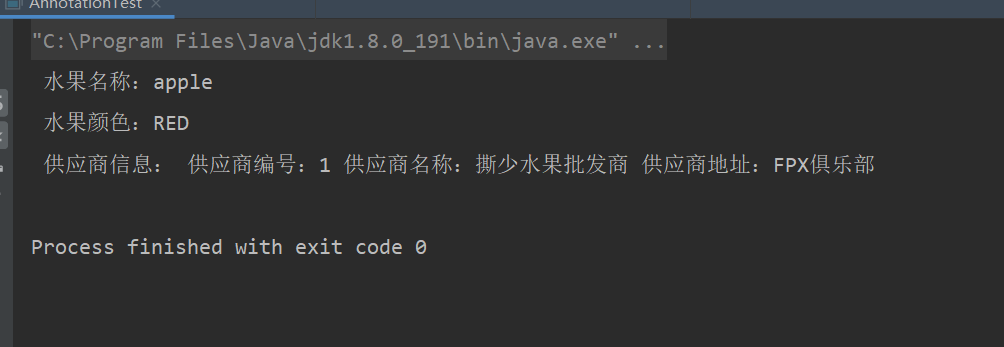 AnnotationTest ×
"C:\Program Files\Java\jdk1.8.0_191\bin\java.exe" ...
水果名称：apple
水果颜色：RED
供应商信息： 供应商编号：1 供应商名称：撕少水果批发商 供应商地址：FPX俱乐部
Process finished with exit code 0